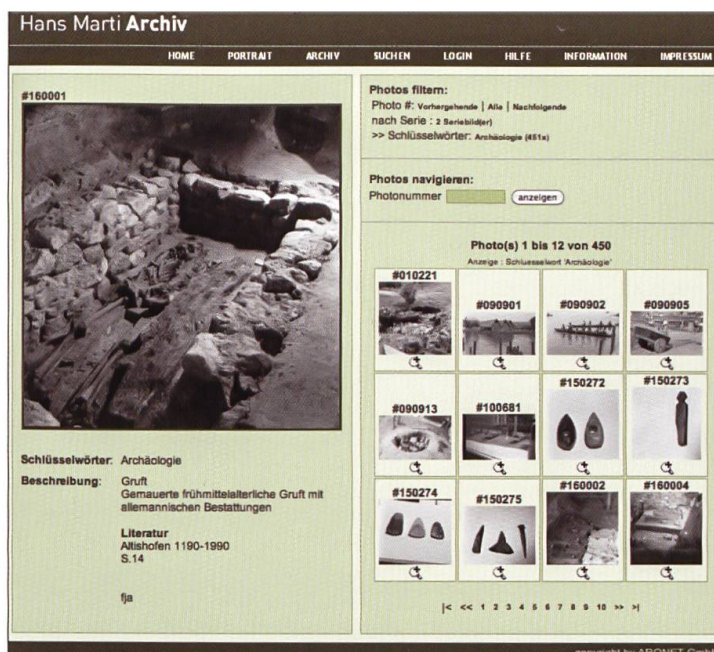 Hans Marti Archiv
HOME PORTRAIT ARCHIV SUCHEN LOGIN HILFE INFORMATION IMPRESSUM
#160001
Schlüsselwörter: Archäologie
Beschreibung: Gruft
Gemauerte frühmittelalterliche Gruft mit
allemannischen Bestattungen
Literatur
Altishofen 1190-1990
S.14
fja
Photos filtern:
Photo #: Vorhergehende | Alle | Nachfolgende
nach Serie : 2 Seriebild(er)
>> Schlüsselwörter: Archäologie (451x)
Photos navigieren:
Photonummer anzeigen
Photo(s) 1 bis 12 von 450
Anzeige : Schluesselwort 'Archäologie'
#010221
#090901
#090902
#090905
#090913
#100681
#150272
#150273
#150274
#150275
#160002
#160004
|< << 1 2 3 4 5 6 7 8 9 10 >> >|
copyright by ARONET GmbH